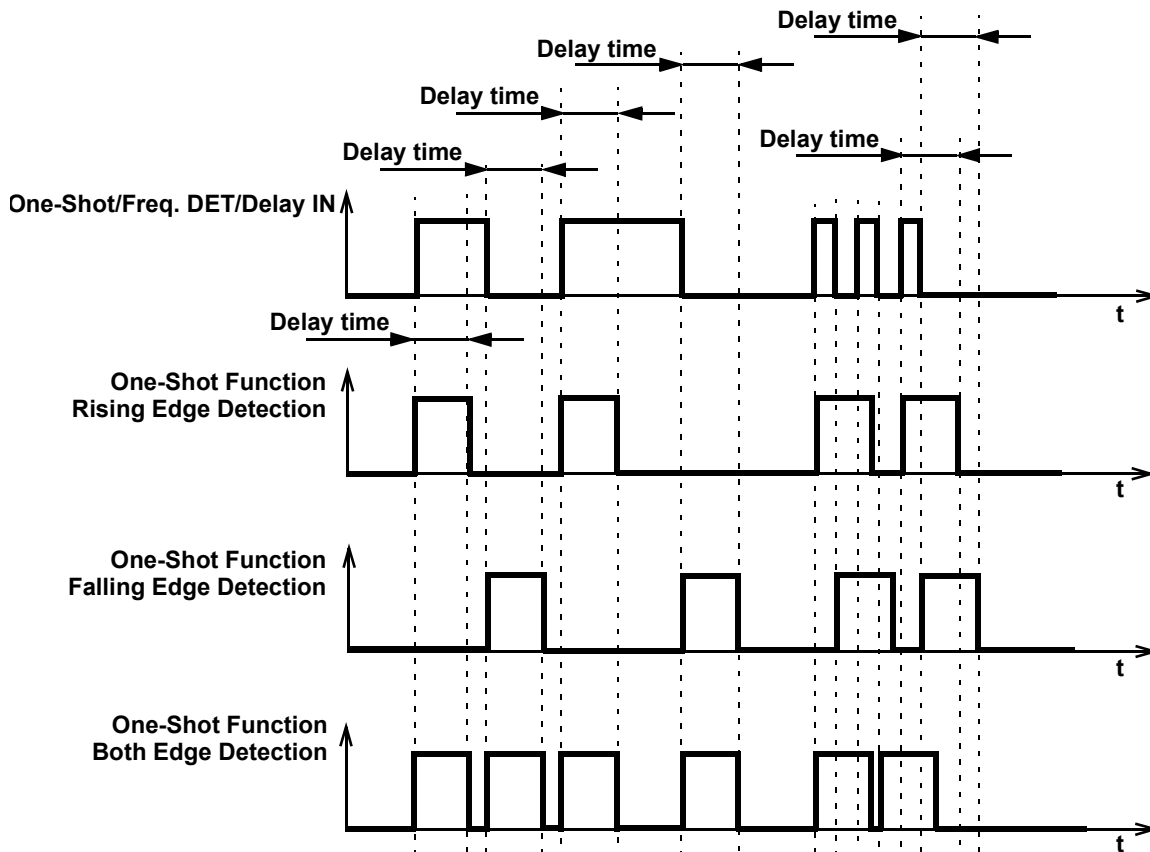 Delay time
Delay time
Delay time
Delay time
Delay time
One-Shot/Freq. DET/Delay IN
t
Delay time
One-Shot Function
Rising Edge Detection
t
One-Shot Function
Falling Edge Detection
t
One-Shot Function
Both Edge Detection
t